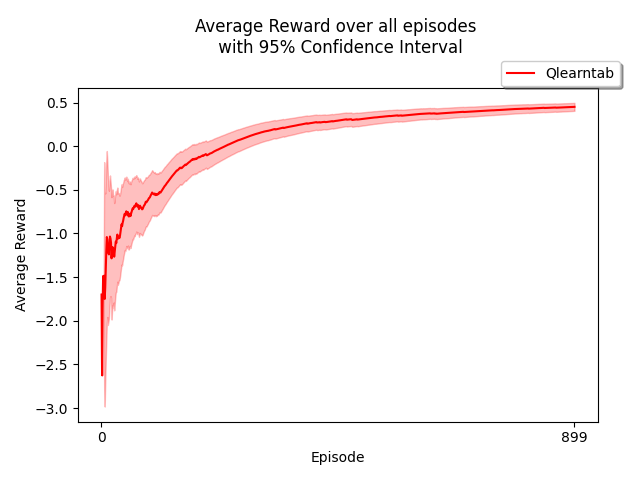 Average Reward over all episodes
with 95% Confidence Interval
Qlearntab
0.5
0.0
−0.5
−1.0
−1.5
−2.0
−2.5
−3.0
Average Reward
0
899
Episode